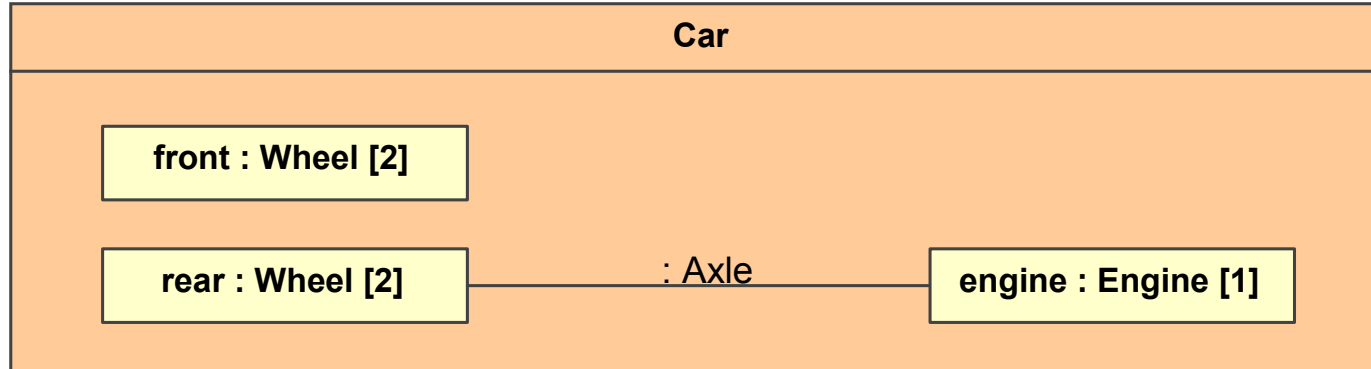 Car
front : Wheel [2]
rear : Wheel [2]
: Axle
engine : Engine [1]